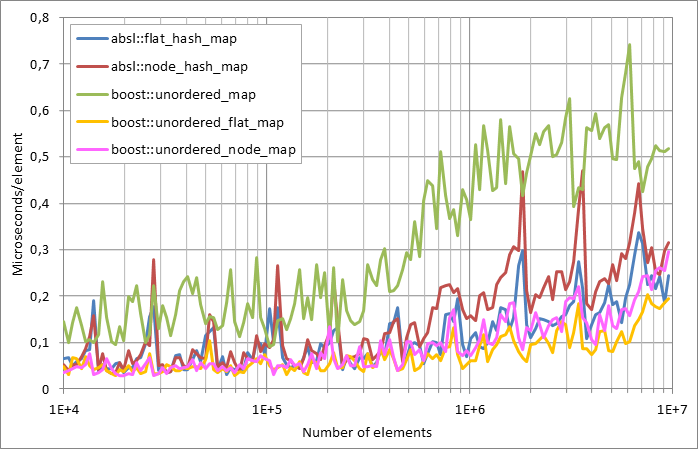 0,8
0,7
0,6
0,5
0,4
0,3
0,2
0,1
0
Microseconds/element
absl::flat_hash_map
absl::node_hash_map
boost::unordered_map
boost::unordered_flat_map
boost::unordered_node_map
1E+4 1E+5 1E+6 1E+7
Number of elements